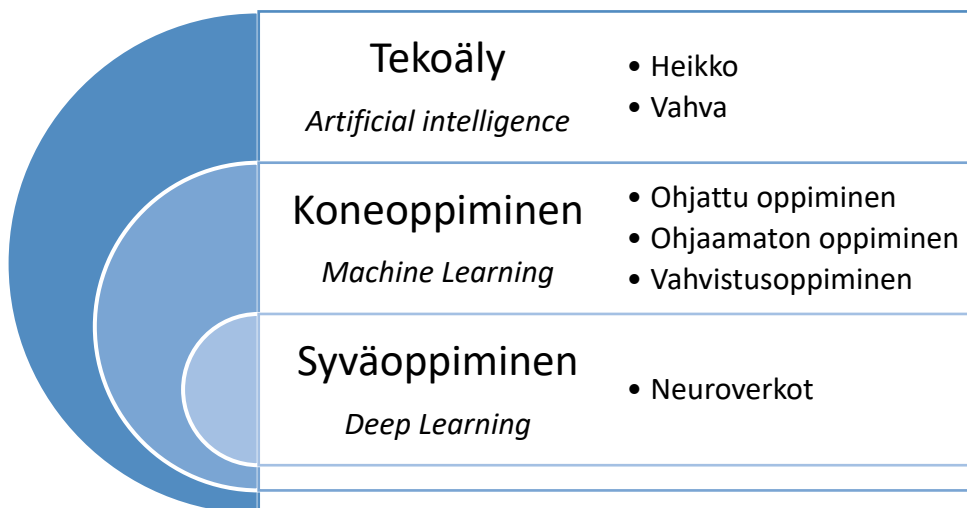 Tekoäly
Artificial intelligence
• Heikko
• Vahva
Koneoppiminen
Machine Learning
• Ohjattu oppiminen
• Ohjaamaton oppiminen
• Vahvistusoppiminen
Syväoppiminen
Deep Learning
• Neuroverkot